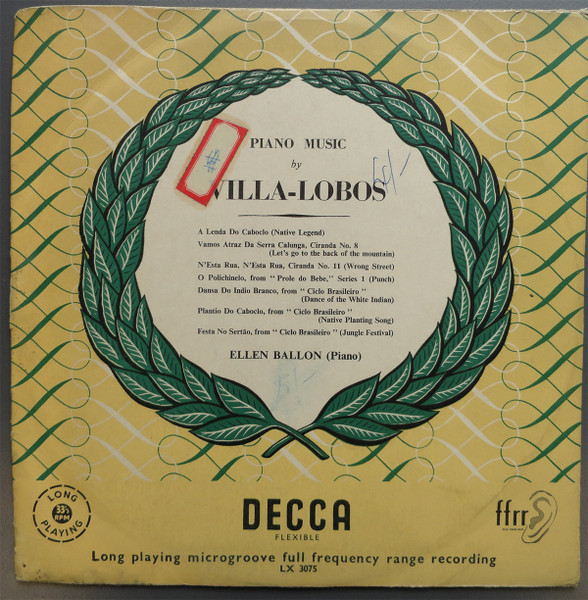 PIANO MUSIC
by
VILLA-LOBOS
A Lenda Do Caboclo (Native Legend)
Vamos Atraz Da Serra Calunga, Ciranda No. 8
(Let's go to the back of the mountain)
N'Esta Rua, N'Esta Rua, Ciranda No. 11 (Wrong Street)
O Polichinelo, from "Prole do Bebe," Series 1 (Punch)
Dansa Do Indio Branco, from "Ciclo Brasileiro"
(Dance of the White Indian)
Plantio Do Caboclo, from "Ciclo Brasileiro"
(Native Planting Song)
Festa No Sertão, from "Ciclo Brasileiro" (Jungle Festival)
ELLEN BALLON (Piano)
LONG
33⅓
RPM
PLAYING
DECCA
FLEXIBLE
ffrr
Long playing microgroove full frequency range recording
LX 3075